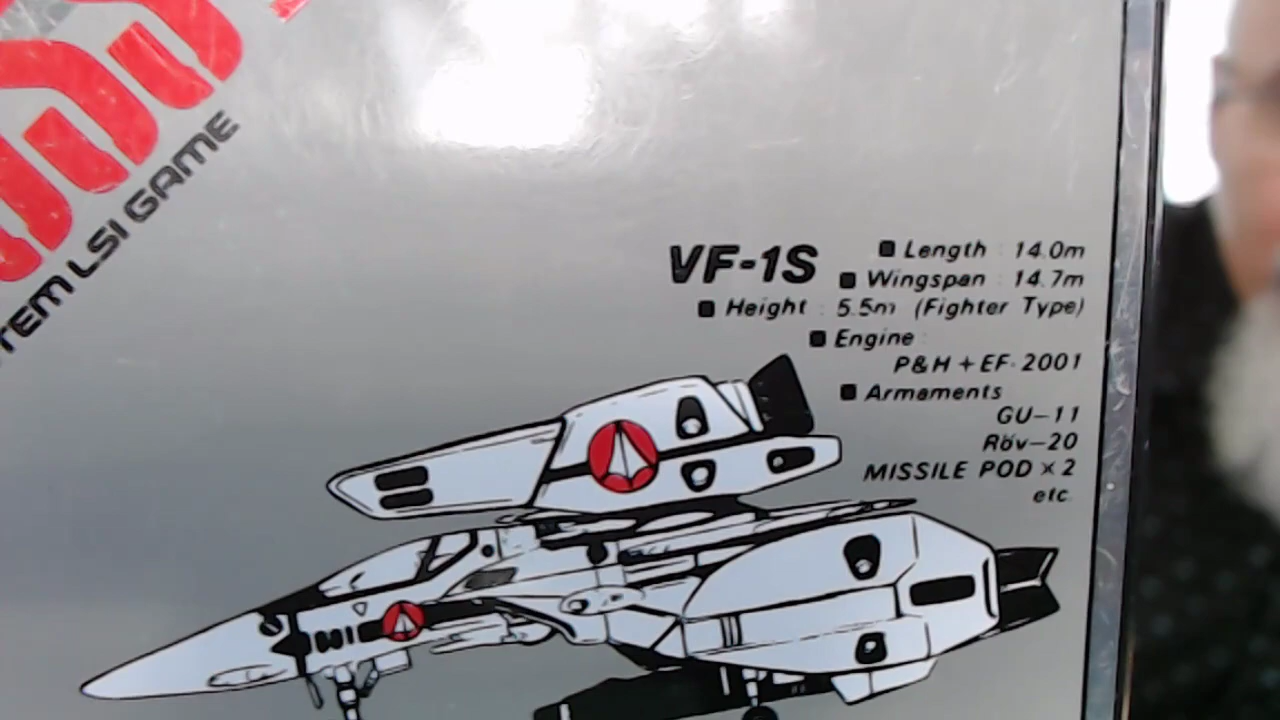 TEM LSI GAME
VF-1S
■ Length : 14.0m
■ Wingspan : 14.7m
■ Height : 5.5m (Fighter Type)
■ Engine :
P&H+EF-2001
■ Armaments
GU-11
Röv-20
MISSILE POD×2
etc.